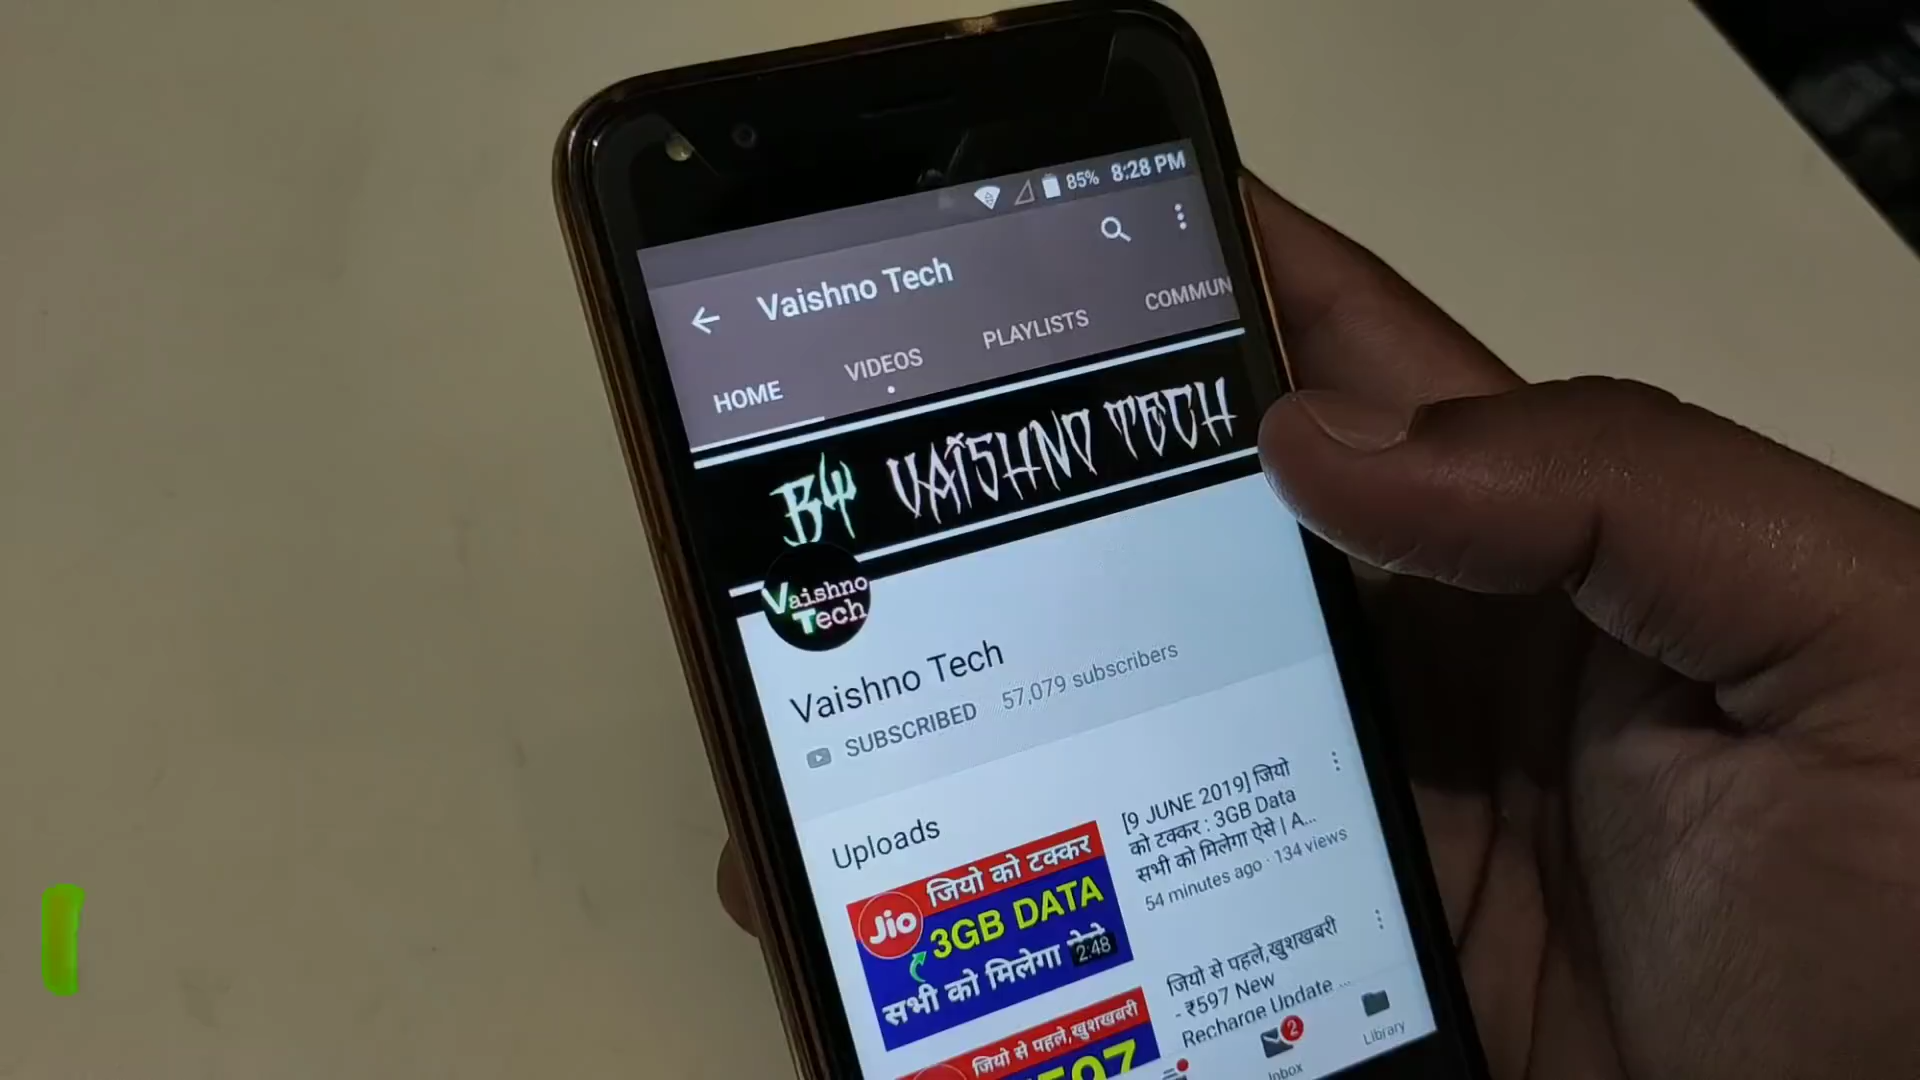 85% 8:28 PM
Vaishno Tech
HOME VIDEOS PLAYLISTS COMMUN
BY VAISHNO TECH
Vaishno
Tech
Vaishno Tech
SUBSCRIBED 57,079 subscribers
Uploads
जियो को टक्कर
Jio 3GB DATA
सभी को मिलेगा ऐसे
2:48
[9 JUNE 2019] जियो
को टक्कर : 3GB Data
सभी को मिलेगा ऐसे | A...
54 minutes ago · 134 views
जियो से पहले,खुशखबरी
जियो से पहले,खुशखबरी
- ₹597 New
Recharge Update ...
2
Inbox
Library